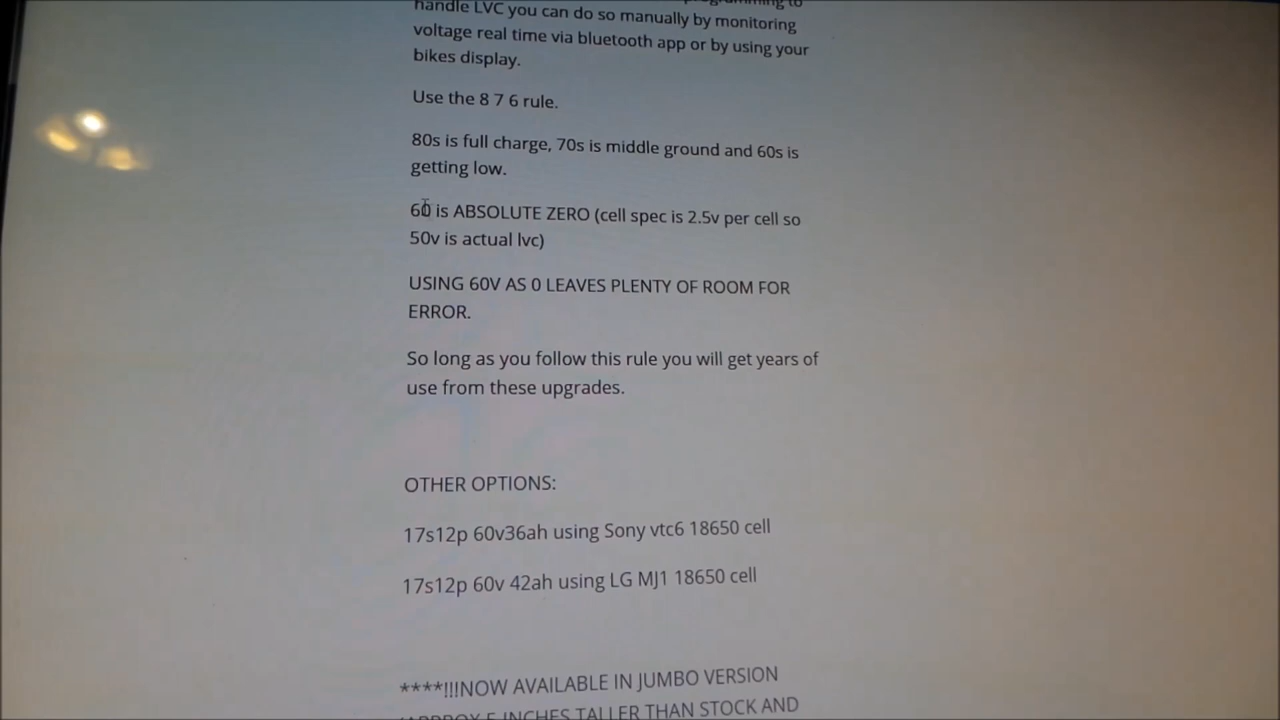 handle LVC you can do so manually by monitoring
voltage real time via bluetooth app or by using your
bikes display.
Use the 8 7 6 rule.
80s is full charge, 70s is middle ground and 60s is
getting low.
60 is ABSOLUTE ZERO (cell spec is 2.5v per cell so
50v is actual lvc)
USING 60V AS 0 LEAVES PLENTY OF ROOM FOR
ERROR.
So long as you follow this rule you will get years of
use from these upgrades.
OTHER OPTIONS:
17s12p 60v36ah using Sony vtc6 18650 cell
17s12p 60v 42ah using LG MJ1 18650 cell
****!!!NOW AVAILABLE IN JUMBO VERSION
INCHES TALLER THAN STOCK AND